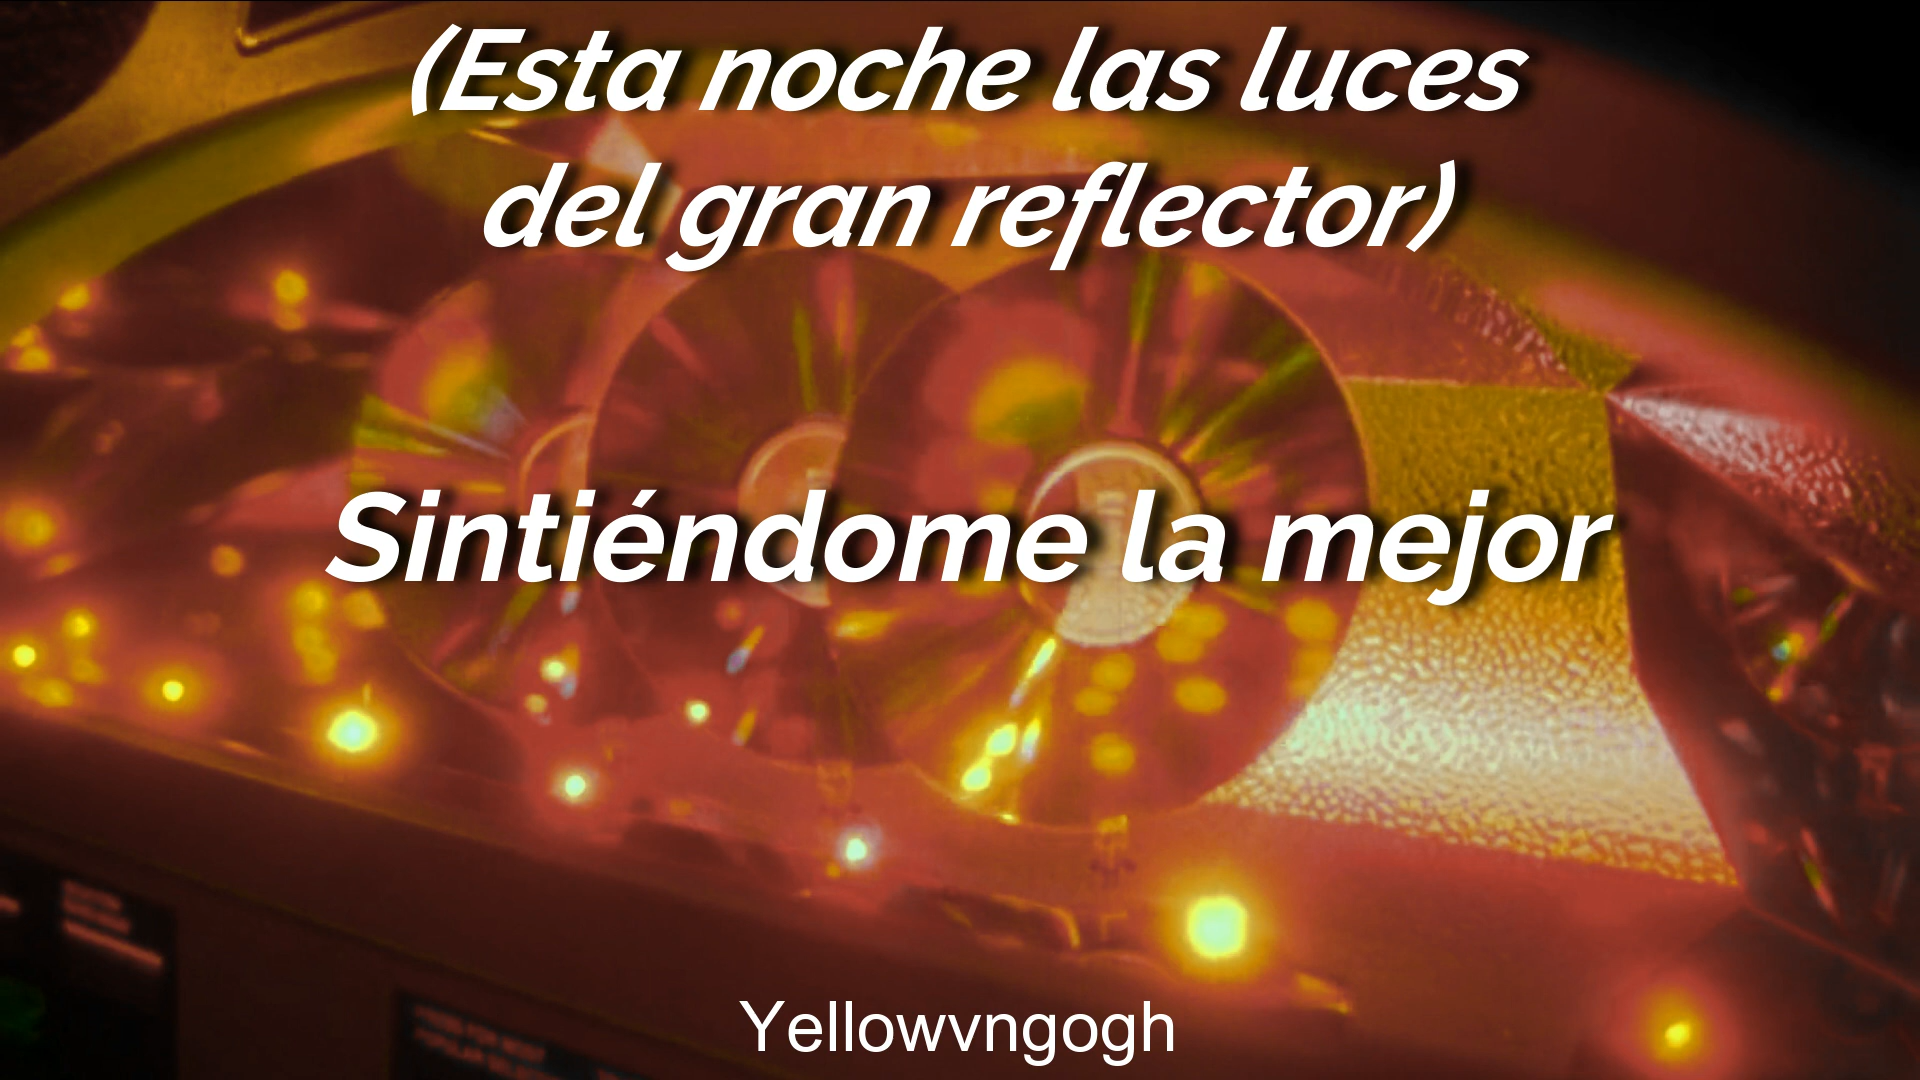 (Esta noche las luces
del gran reflector)
Sintiéndome la mejor
Yellowvngogh